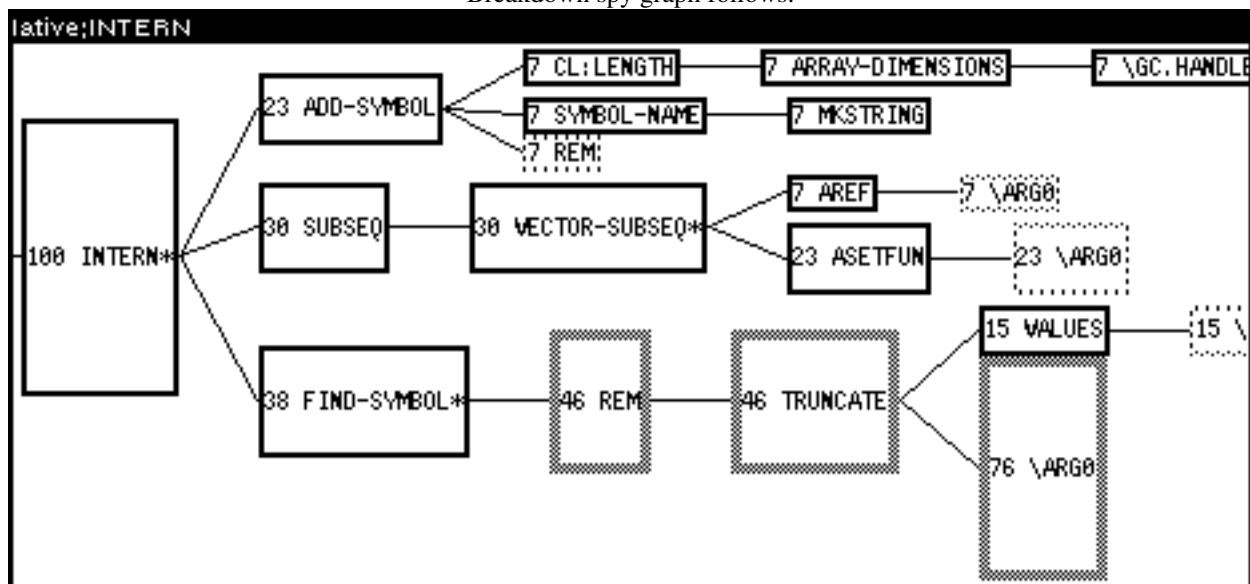 Breakdown spy graph follows.
lative;INTERN
7 CL:LENGTH
7 ARRAY-DIMENSIONS
7 \GC.HANDLE
23 ADD-SYMBOL
7 SYMBOL-NAME
7 MKSTRING
7 REM
7 AREF
7 \ARG0
30 SUBSEQ
30 VECTOR-SUBSEQ*
100 INTERN*
23 ASETFUN
23 \ARG0
15 VALUES
15 \
38 FIND-SYMBOL*
46 REM
46 TRUNCATE
76 \ARG0